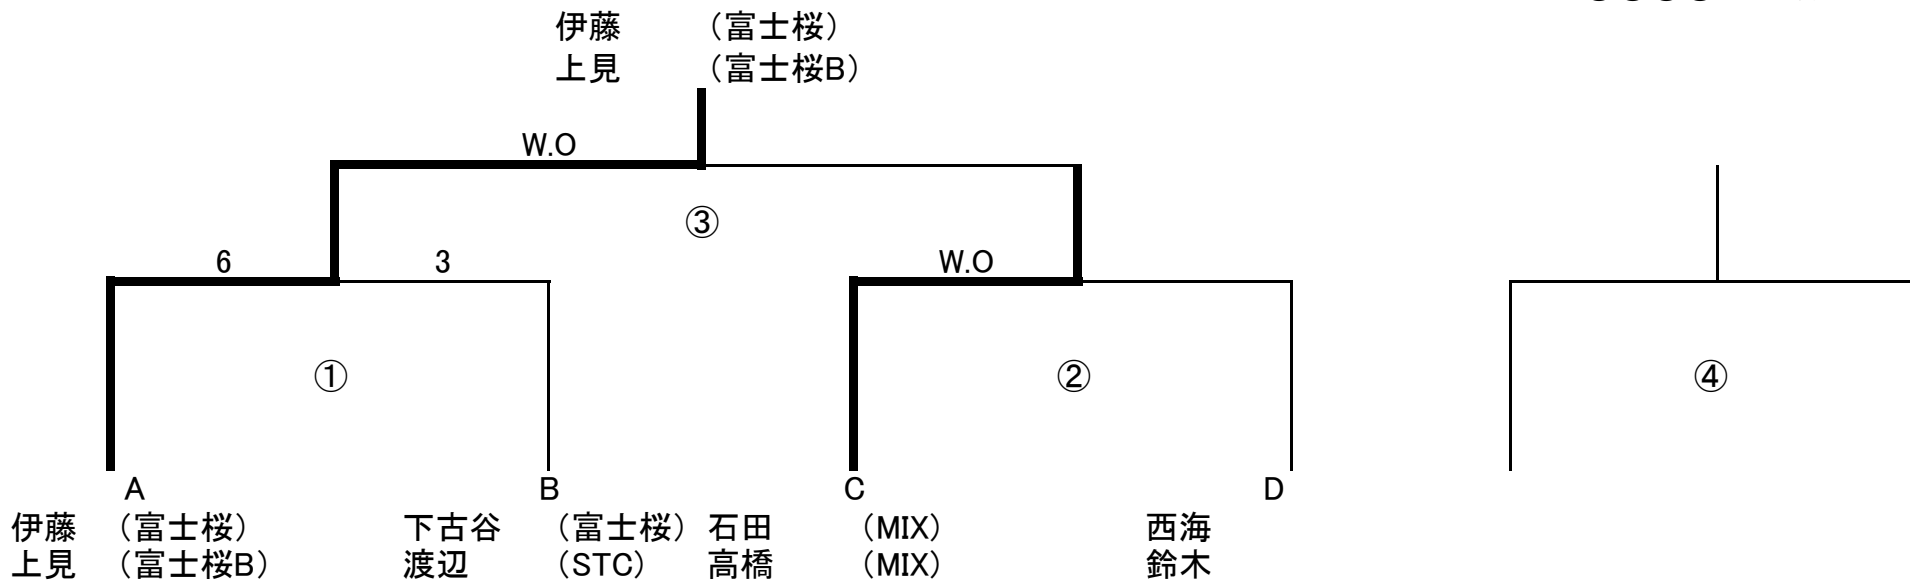 伊藤 （富士桜）
上見 （富士桜B）
W.O
③
6 3 W.O
① ② ④
A B C D
伊藤 （富士桜） 下古谷 （富士桜） 石田 （MIX） 西海
上見 （富士桜B） 渡辺 （STC） 高橋 （MIX） 鈴木